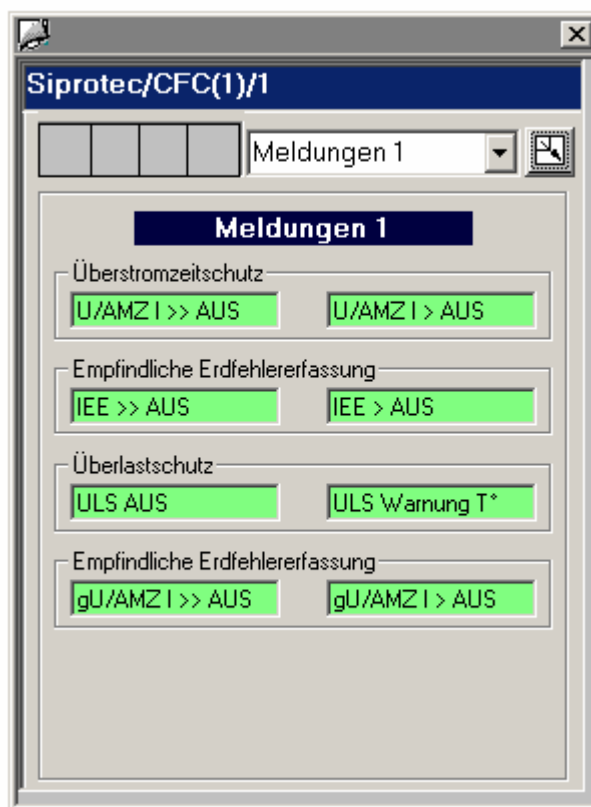 Siprotec/CFC(1)/1
Meldungen 1
Meldungen 1
Überstromzeitschutz
U/AMZ I >> AUS U/AMZ I > AUS
Empfindliche Erdfehlererfassung
IEE >> AUS IEE > AUS
Überlastschutz
ULS AUS ULS Warnung T°
Empfindliche Erdfehlererfassung
gU/AMZ I >> AUS gU/AMZ I > AUS